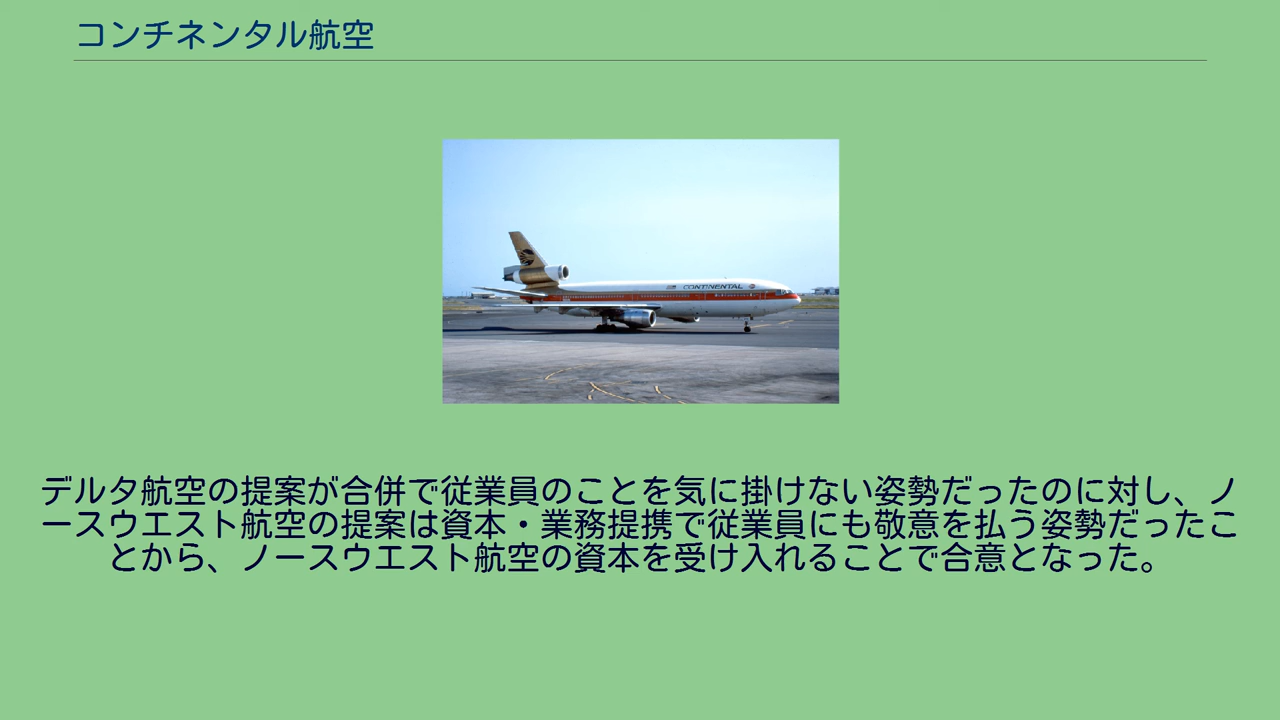 コンチネンタル航空
CONTINENTAL
デルタ航空の提案が合併で従業員のことを気に掛けない姿勢だったのに対し、ノ
ースウエスト航空の提案は資本・業務提携で従業員にも敬意を払う姿勢だったこ
とから、ノースウエスト航空の資本を受け入れることで合意となった。